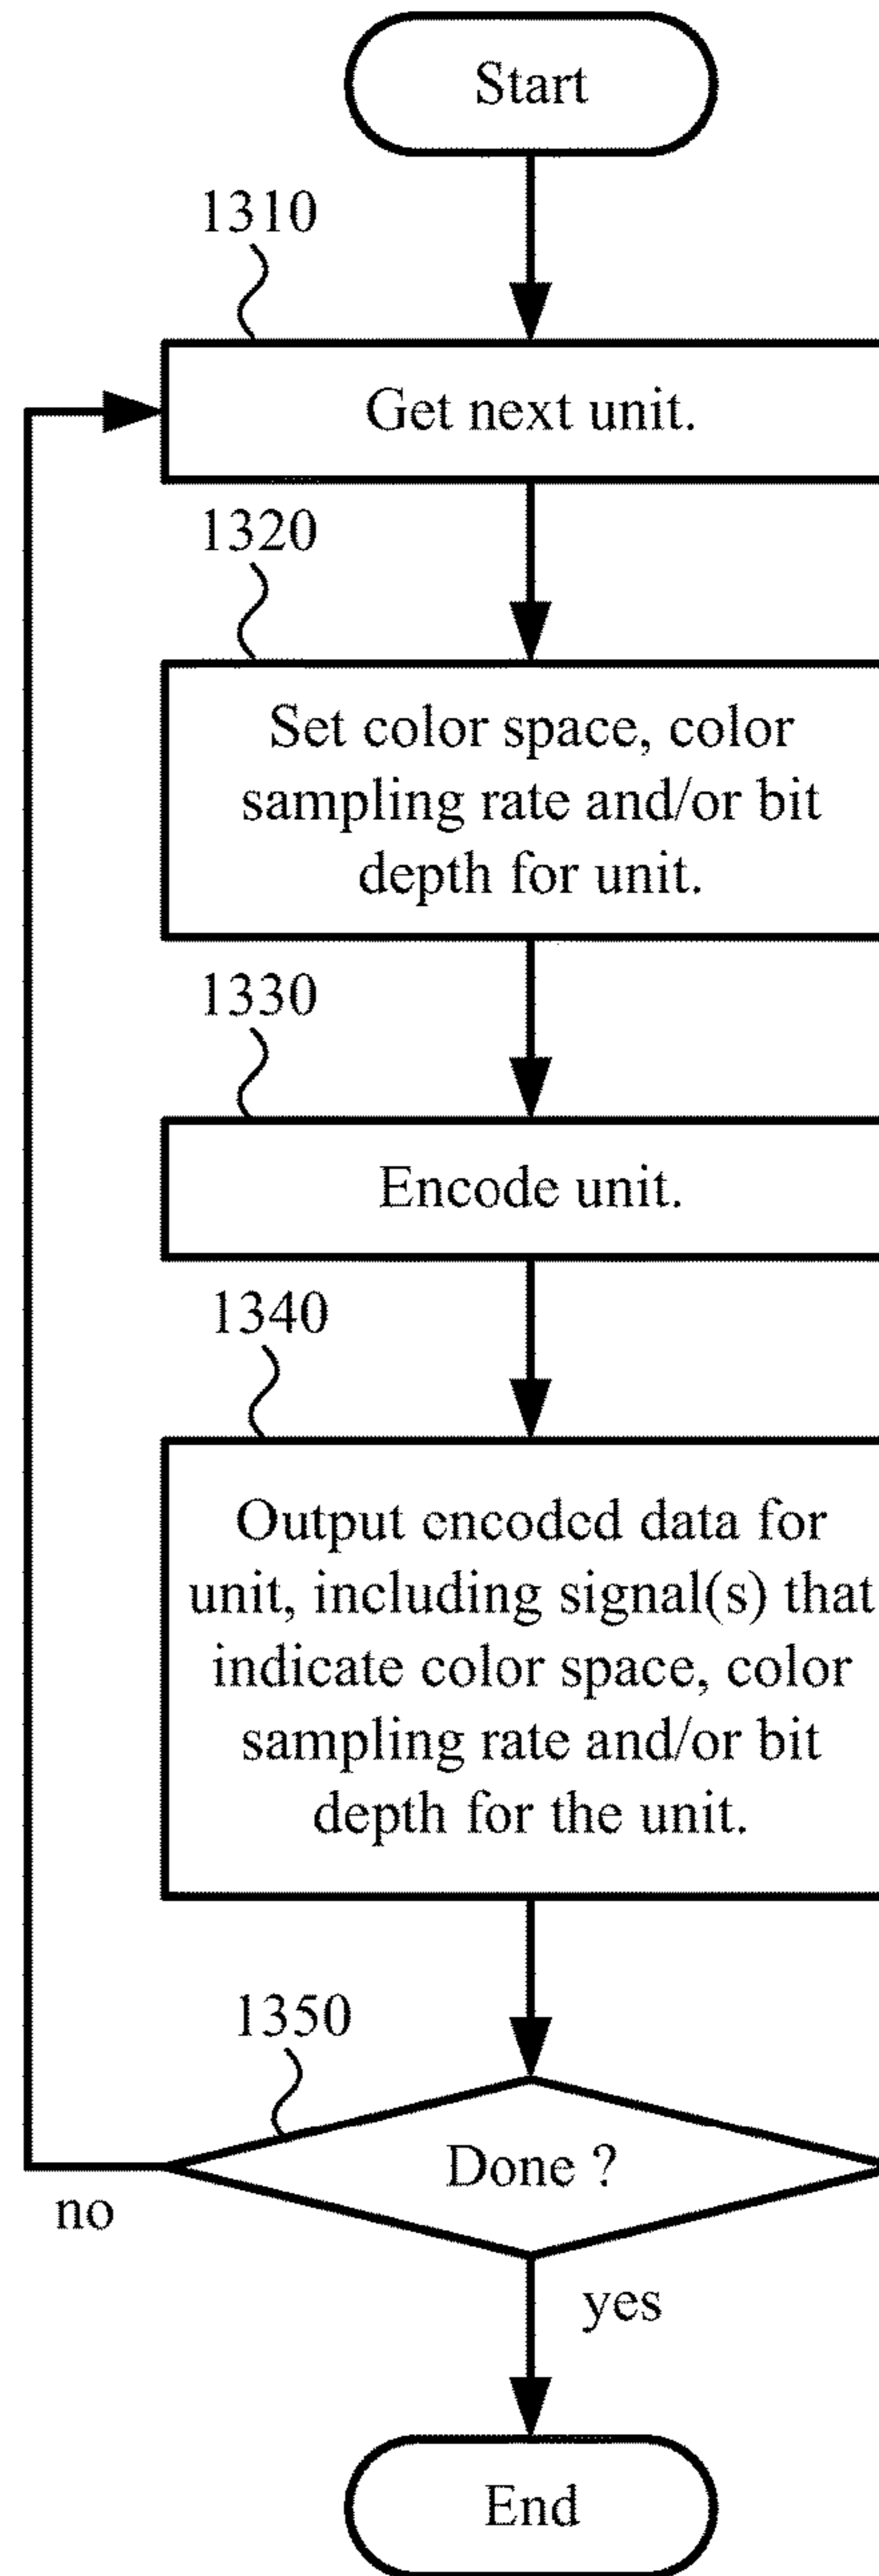 Start
1310
Get next unit.
1320
Set color space, color
sampling rate and/or bit
depth for unit.
1330
Encode unit.
1340
Output encoded data for
unit, including signal(s) that
indicate color space, color
sampling rate and/or bit
depth for the unit.
1350
Done ?
no
yes
End